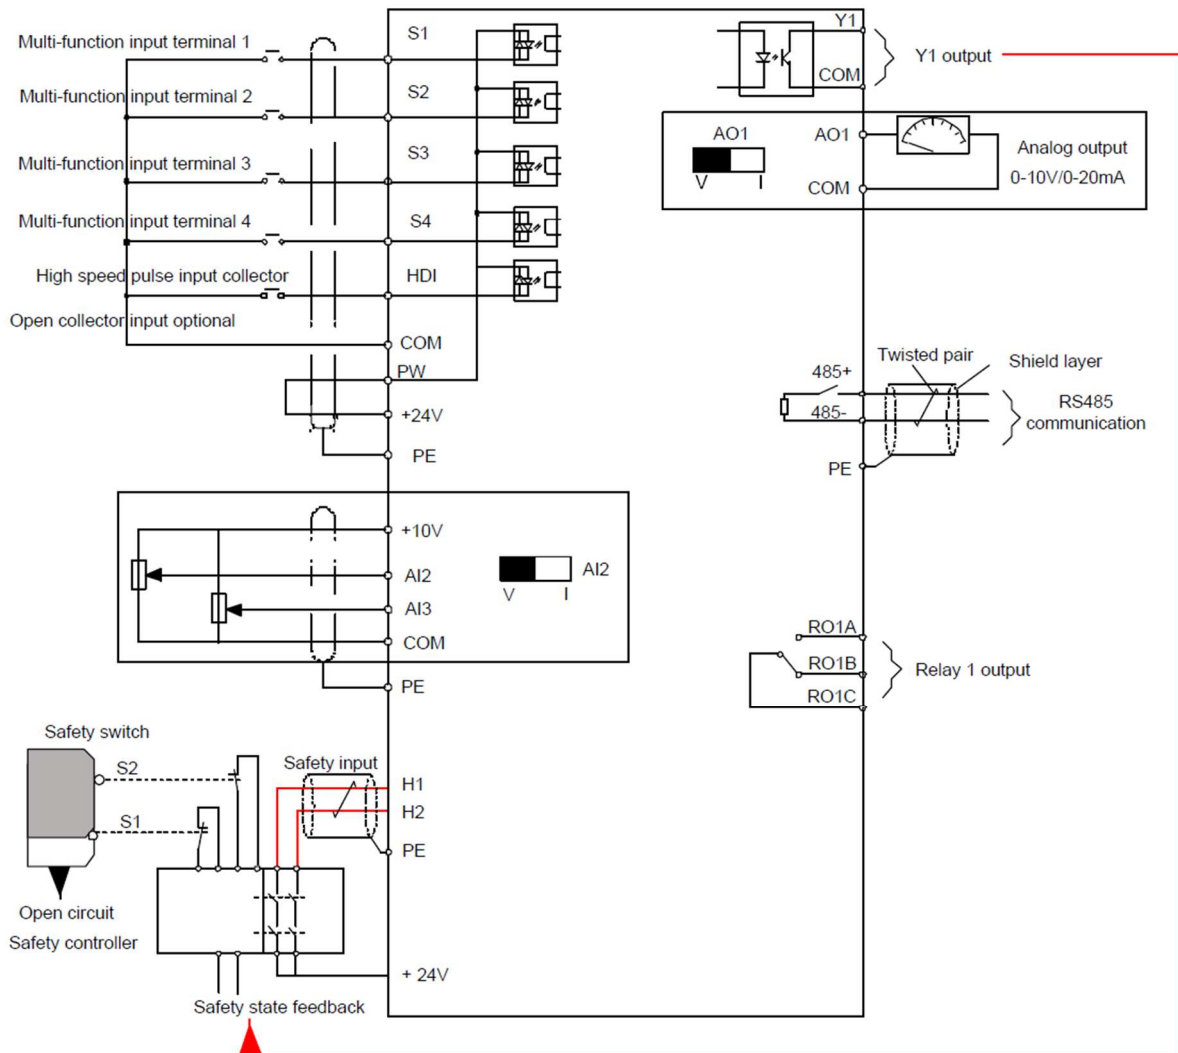 Multi-function input terminal 1
Multi-function input terminal 2
Multi-function input terminal 3
Multi-function input terminal 4
High speed pulse input collector
Open collector input optional
S1
S2
S3
S4
HDI
COM
PW
+24V
PE
+10V
AI2
AI3
COM
PE
AI2
V I
Safety switch
S2
S1
Open circuit
Safety controller
Safety input
H1
H2
PE
+ 24V
Safety state feedback
Y1
COM
Y1 output
AO1
V I
AO1
COM
Analog output
0-10V/0-20mA
Twisted pair
Shield layer
485+
485-
RS485
communication
PE
RO1A
RO1B
RO1C
Relay 1 output